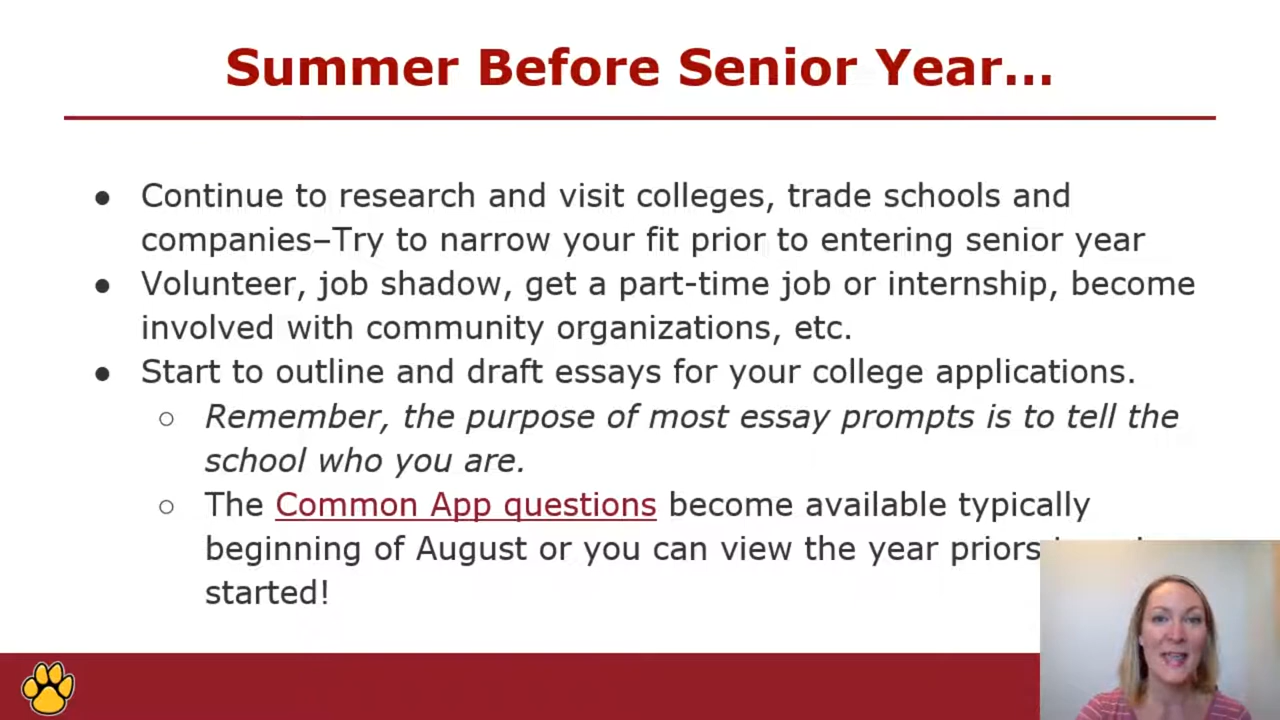 Summer Before Senior Year...
● Continue to research and visit colleges, trade schools and
companies–Try to narrow your fit prior to entering senior year
● Volunteer, job shadow, get a part-time job or internship, become
involved with community organizations, etc.
● Start to outline and draft essays for your college applications.
○ Remember, the purpose of most essay prompts is to tell the
school who you are.
○ The Common App questions become available typically
beginning of August or you can view the year priors
started!